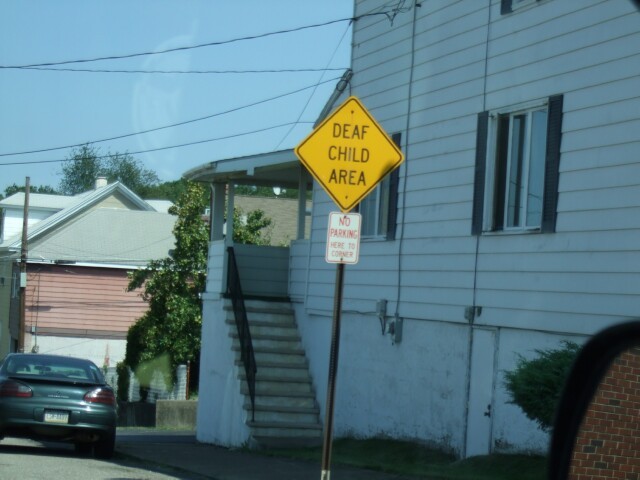 DEAF
CHILD
AREA
NO
PARKING
HERE TO
CORNER